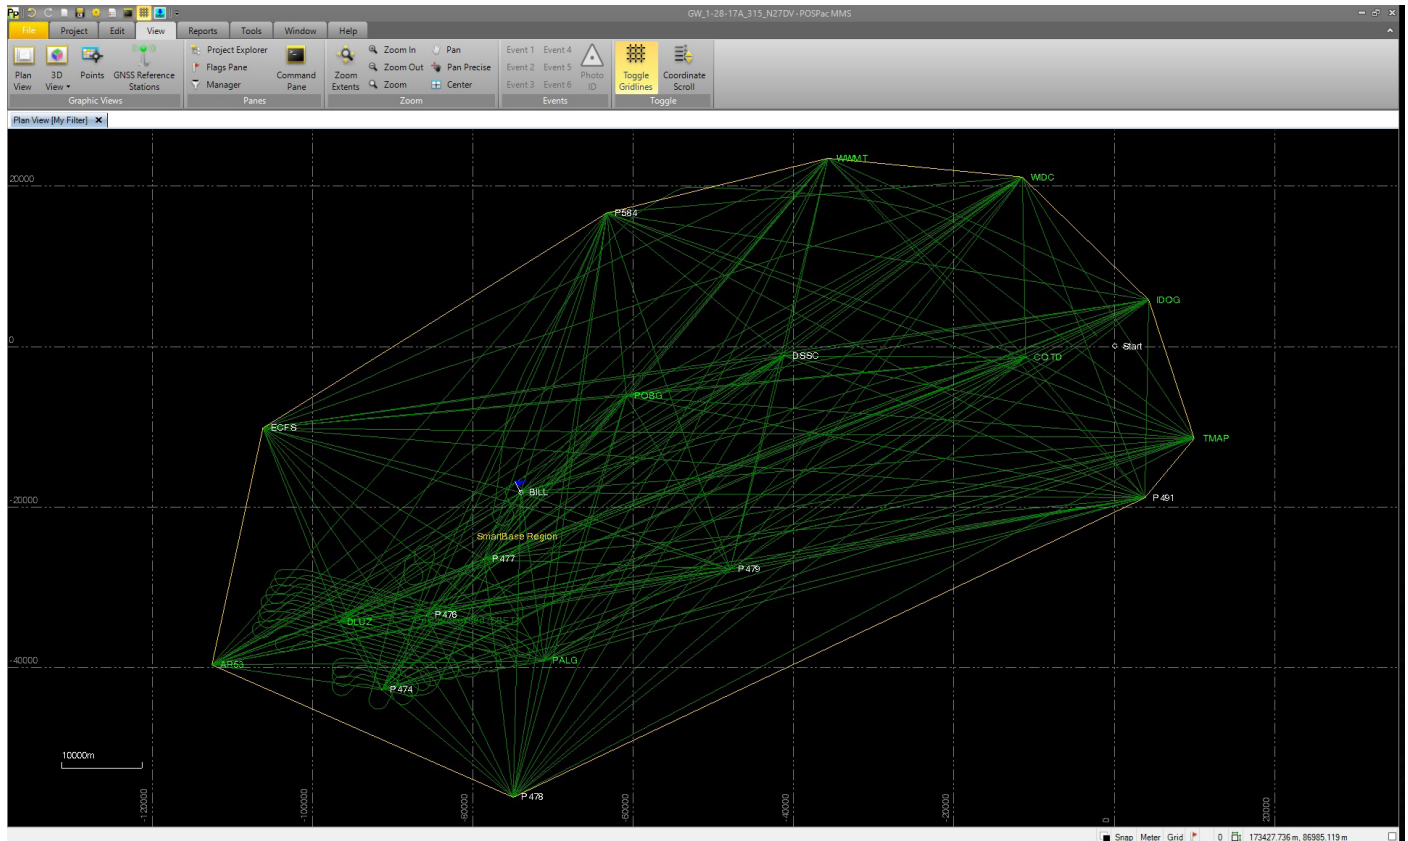 GW_1-28-17A_315_N27DV - POSPac MMS
File Project Edit View Reports Tools Window Help
Plan View
3D View
Points
GNSS Reference Stations
Graphic Views
Project Explorer
Flags Pane
Manager
Command Pane
Panes
Zoom Extents
Zoom In
Zoom Out
Zoom
Pan
Pan Precise
Center
Zoom
Event 1 Event 4
Event 2 Event 5
Event 3 Event 6
Photo ID
Events
Toggle Gridlines
Coordinate Scroll
Toggle
Plan View [My Filter]
WWMT
WIDC
20000
P584
IDOG
0
Start
DSSC
COTD
POBG
ECFS
TMAP
BILL
P491
-20000
SmartBase Region
P477
P479
P476
DLUZ
AR53
PALG
-40000
P474
10000m
P478
-120000
-100000
-80000
-60000
-40000
-20000
0
20000
Snap Meter Grid 0 173427.736 m, 86985.119 m